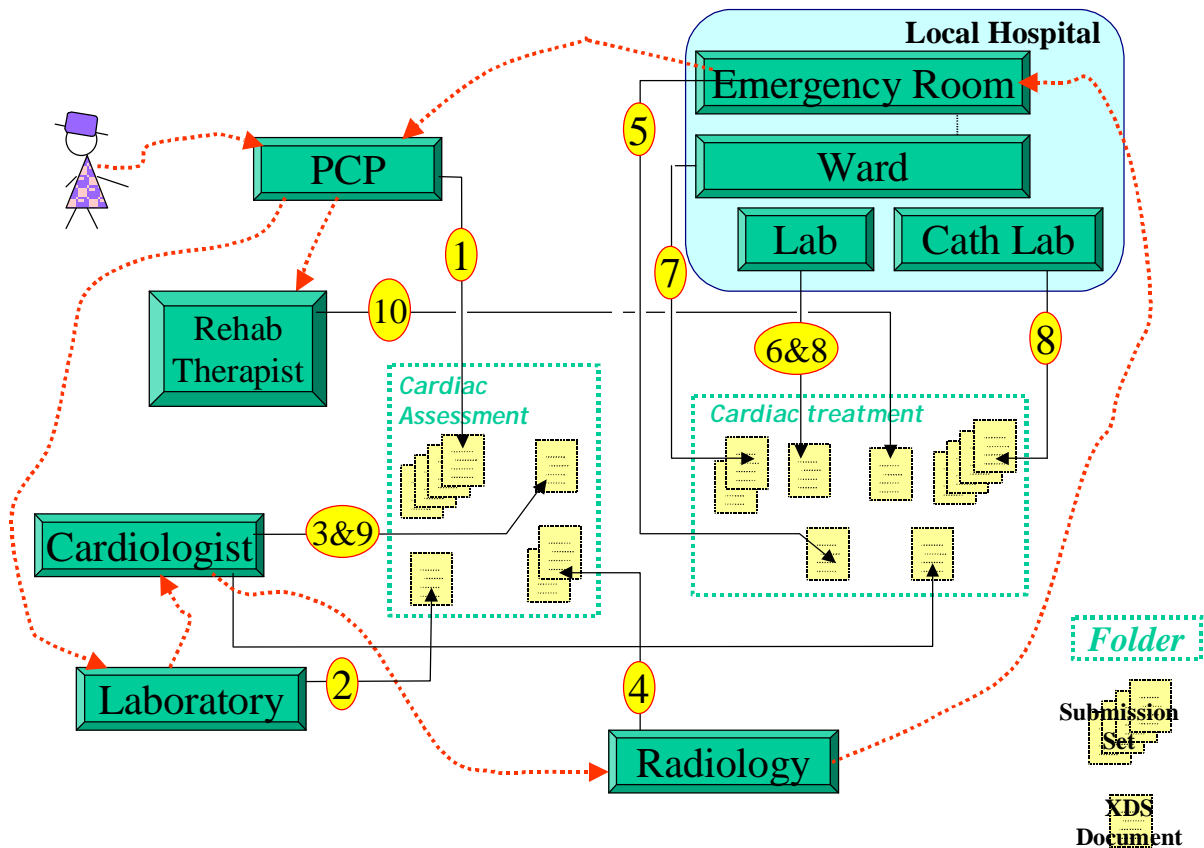 Local Hospital
Emergency Room
5
PCP
Ward
1
Lab
Cath Lab
7
10
Rehab
Therapist
6&8
8
Cardiac
Assessment
Cardiac treatment
Cardiologist
3&9
Folder
Laboratory
2
4
Submission
Set
Radiology
XDS
Document